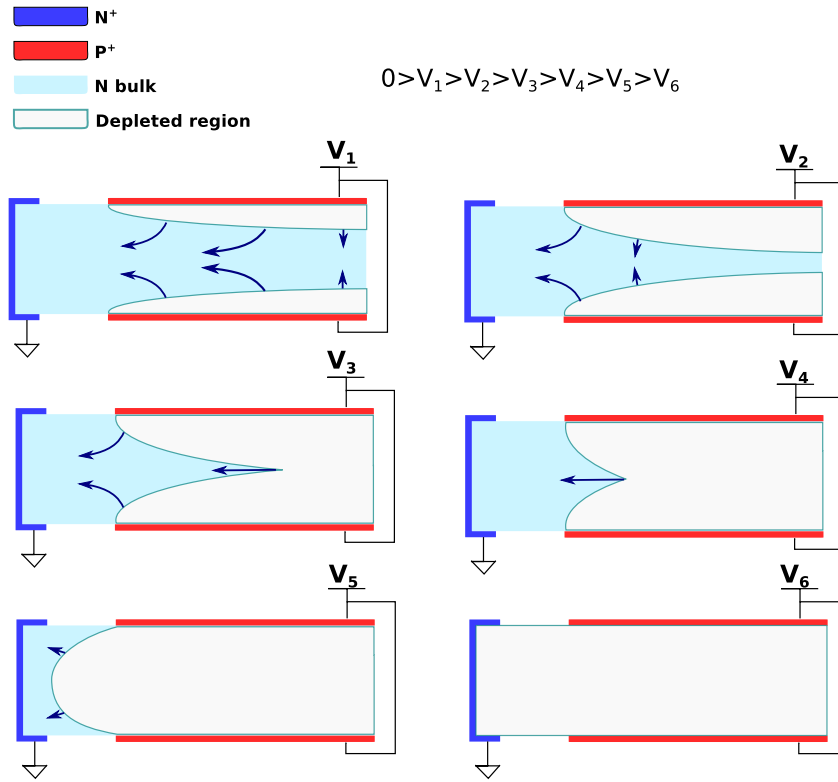 N⁺
P⁺
N bulk
Depleted region
0>V₁>V₂>V₃>V₄>V₅>V₆
V₁
V₂
V₃
V₄
V₅
V₆